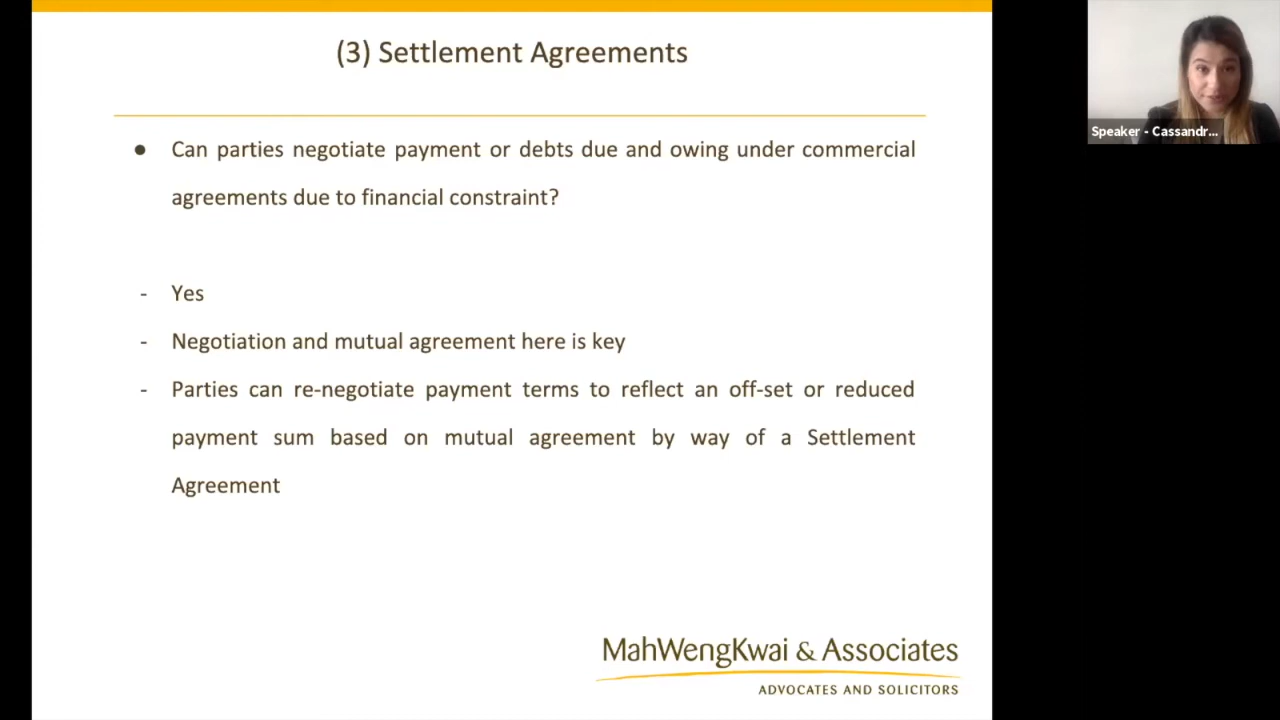 (3) Settlement Agreements
Speaker - Cassandr...
● Can parties negotiate payment or debts due and owing under commercial
agreements due to financial constraint?
- Yes
- Negotiation and mutual agreement here is key
- Parties can re-negotiate payment terms to reflect an off-set or reduced
payment sum based on mutual agreement by way of a Settlement
Agreement
MahWengKwai & Associates
ADVOCATES AND SOLICITORS